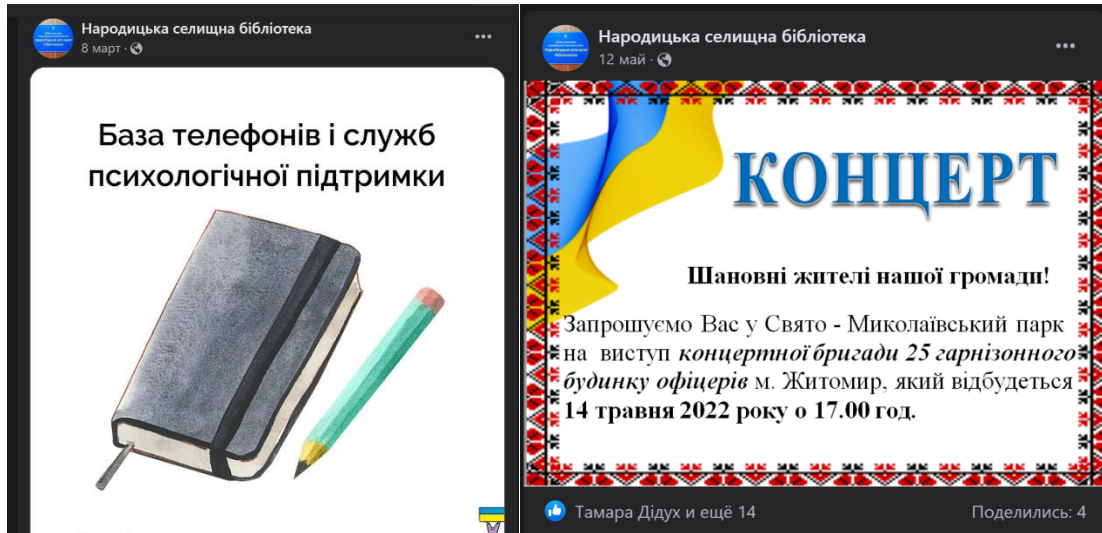 Народицька селищна бібліотека
8 март ·
База телефонів і служб
психологічної підтримки
Народицька селищна бібліотека
12 май ·
КОНЦЕРТ
Шановні жителі нашої громади!
Запрошуємо Вас у Свято - Миколаївський парк
на виступ концертної бригади 25 гарнізонного
будинку офіцерів м. Житомир, який відбудеться
14 травня 2022 року о 17.00 год.
Тамара Дідух и ещё 14
Поделились: 4